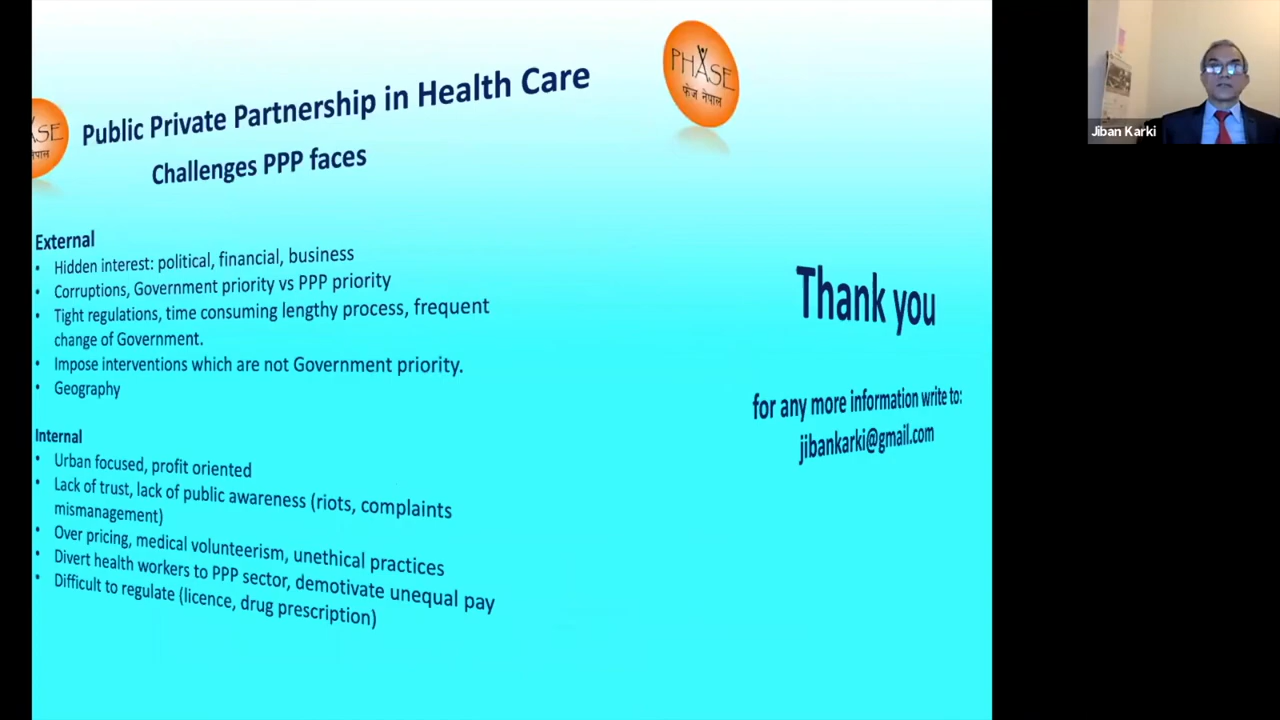 Public Private Partnership in Health Care
Challenges PPP faces
ASE
नेपाल
PHASE
फेज नेपाल
External
• Hidden interest: political, financial, business
• Corruptions, Government priority vs PPP priority
• Tight regulations, time consuming lengthy process, frequent
change of Government.
• Impose interventions which are not Government priority.
• Geography
Internal
• Urban focused, profit oriented
• Lack of trust, lack of public awareness (riots, complaints
mismanagement)
• Over pricing, medical volunteerism, unethical practices
• Divert health workers to PPP sector, demotivate unequal pay
• Difficult to regulate (licence, drug prescription)
Thank you
for any more information write to:
jibankarki@gmail.com
Jiban Karki